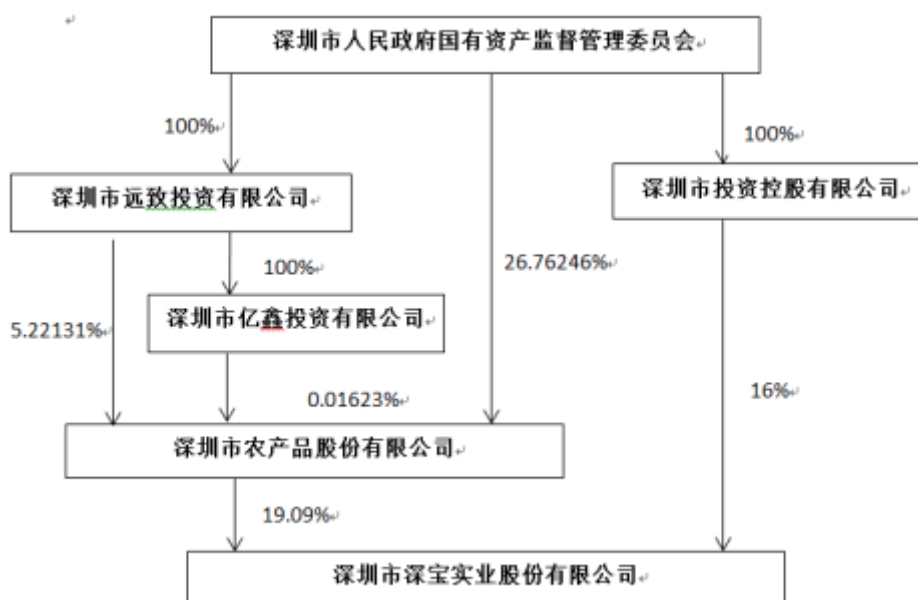 深圳市人民政府国有资产监督管理委员会
100%
100%
深圳市远致投资有限公司
深圳市投资控股有限公司
100%
26.76246%
深圳市亿鑫投资有限公司
5.22131%
0.01623%
16%
深圳市农产品股份有限公司
19.09%
深圳市深宝实业股份有限公司